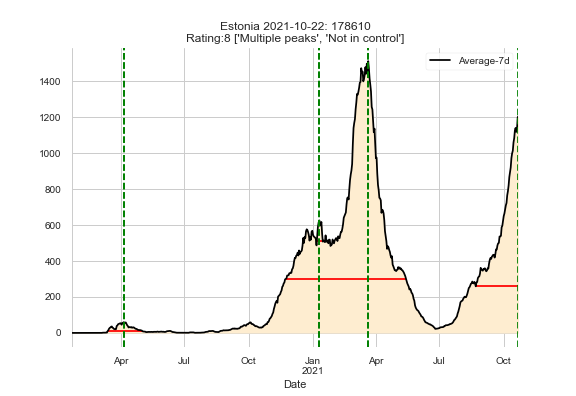 Estonia 2021-10-22: 178610
Rating:8 ['Multiple peaks', 'Not in control']
Average-7d
1400
1200
1000
800
600
400
200
0
Apr Jul Oct Jan Apr Jul Oct
2021
Date